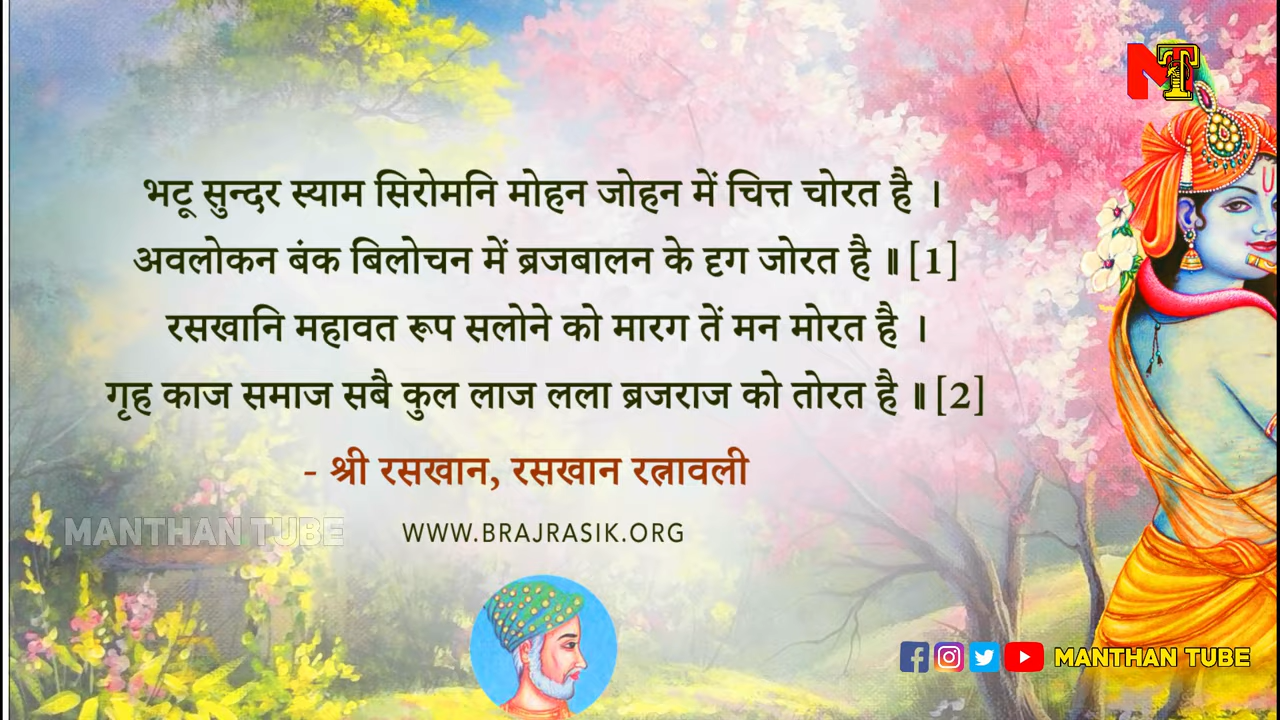 भटू सुन्दर स्याम सिरोमनि मोहन जोहन में चित्त चोरत है ।
अवलोकन बंक बिलोचन में ब्रजबालन के दृग जोरत है ॥ [1]
रसखानि महावत रूप सलोने को मारग तें मन मोरत है ।
गृह काज समाज सबै कुल लाज लला ब्रजराज को तोरत है ॥ [2]
- श्री रसखान, रसखान रत्नावली
MANTHAN TUBE
WWW.BRAJRASIK.ORG
MANTHAN TUBE